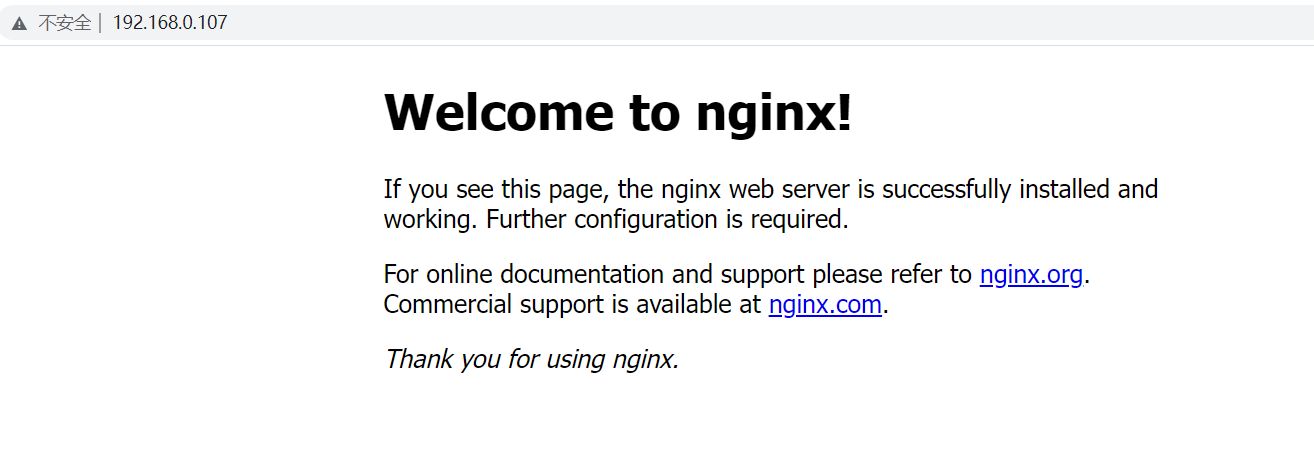 不安全 | 192.168.0.107
Welcome to nginx!
If you see this page, the nginx web server is successfully installed and
working. Further configuration is required.
For online documentation and support please refer to nginx.org.
Commercial support is available at nginx.com.
Thank you for using nginx.